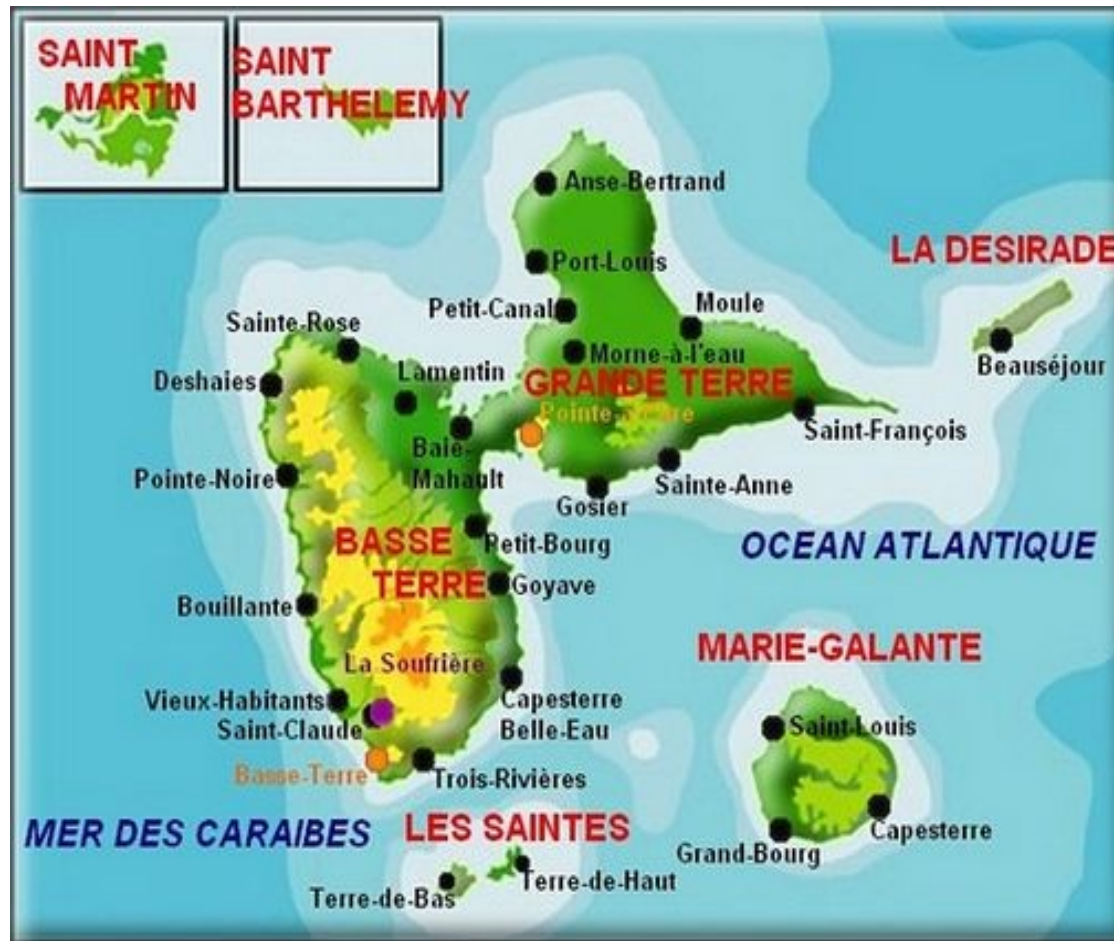 SAINT
MARTIN
SAINT
BARTHELEMY
Anse-Bertrand
LA DESIRADE
Port-Louis
Petit-Canal
Moule
Sainte-Rose
Morne-à-l'eau
Beauséjour
Deshaies
Lamentin
GRANDE TERRE
Saint-François
Baie-
Mahault
Pointe-Noire
Sainte-Anne
Gosier
BASSE
TERRE
Petit-Bourg
OCEAN ATLANTIQUE
Goyave
Bouillante
MARIE-GALANTE
La Soufrière
Vieux-Habitants
Capesterre
Belle-Eau
Saint-Claude
Saint-Louis
Basse-Terre
Trois-Rivières
MER DES CARAIBES
LES SAINTES
Capesterre
Grand-Bourg
Terre-de-Haut
Terre-de-Bas